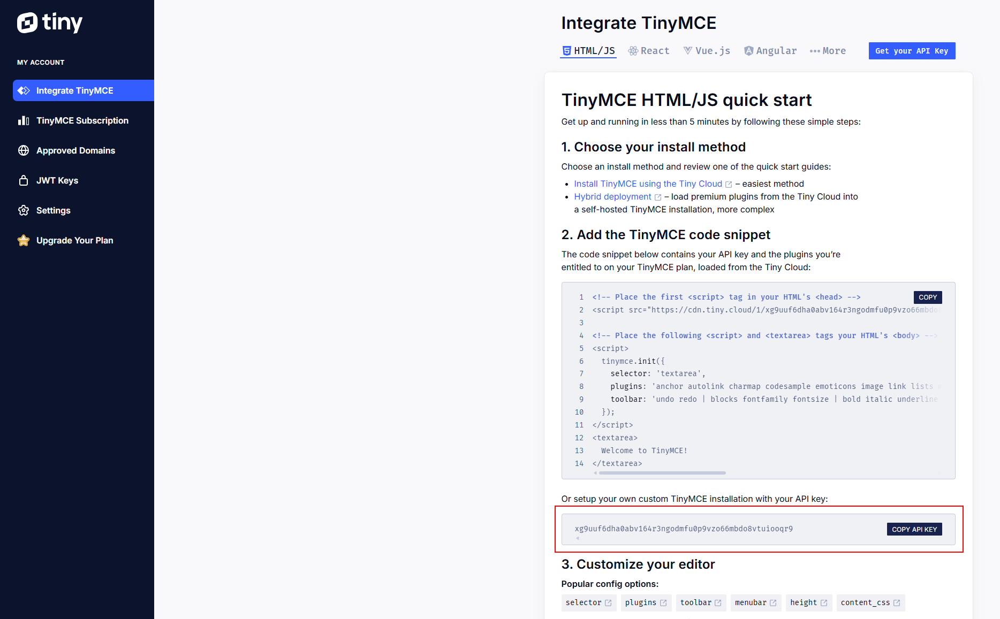 tiny
MY ACCOUNT
Integrate TinyMCE
TinyMCE Subscription
Approved Domains
JWT Keys
Settings
Upgrade Your Plan
Integrate TinyMCE
HTML/JS React Vue.js Angular More Get your API Key
TinyMCE HTML/JS quick start
Get up and running in less than 5 minutes by following these simple steps:
1. Choose your install method
Choose an install method and review one of the quick start guides:
• Install TinyMCE using the Tiny Cloud – easiest method
• Hybrid deployment – load premium plugins from the Tiny Cloud into
a self-hosted TinyMCE installation, more complex
2. Add the TinyMCE code snippet
The code snippet below contains your API key and the plugins you’re
entitled to on your TinyMCE plan, loaded from the Tiny Cloud:
1 <!-- Place the first <script> tag in your HTML's <head> --> COPY
2 <script src="https://cdn.tiny.cloud/1/xg9uuf6dha0abv164r3ngodmfu0p9vzo66mbdo8
3
4 <!-- Place the following <script> and <textarea> tags your HTML's <body> -->
5 <script>
6 tinymce.init({
7 selector: 'textarea',
8 plugins: 'anchor autolink charmap codesample emoticons image link lists
9 toolbar: 'undo redo | blocks fontfamily fontsize | bold italic underline
10 });
11 </script>
12 <textarea>
13 Welcome to TinyMCE!
14 </textarea>
Or setup your own custom TinyMCE installation with your API key:
xg9uuf6dha0abv164r3ngodmfu0p9vzo66mbdo8vtuiooqr9 COPY API KEY
3. Customize your editor
Popular config options:
selector plugins toolbar menubar height content_css